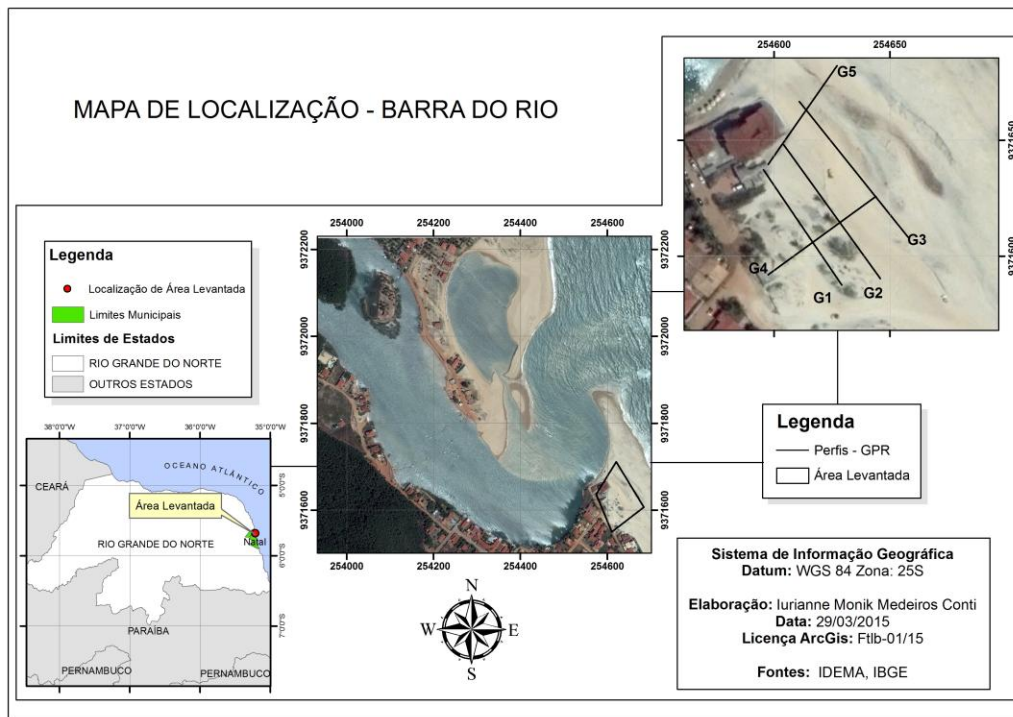 MAPA DE LOCALIZAÇÃO - BARRA DO RIO
254600 254650
G5
9371650 9371650
G4 G3
G1 G2
9371600 9371600
Legenda
Localização de Área Levantada
Limites Municipais
Limites de Estados
RIO GRANDE DO NORTE
OUTROS ESTADOS
254000 254200 254400 254600
9372200 9372200
9372000 9372000
9371800 9371800
9371600 9371600
254000 254200 254400 254600
Legenda
Perfis - GPR
Área Levantada
38°0'0"W 37°0'0"W 36°0'0"W 35°0'0"W
OCEANO ATLÂNTICO
CEARÁ
5°0'0"S
Área Levantada
Natal
RIO GRANDE DO NORTE
6°0'0"S
PARAÍBA
7°0'0"S
PERNAMBUCO
PERNAMBUCO
N
W E
S
Sistema de Informação Geográfica
Datum: WGS 84 Zona: 25S
Elaboração: Iurianne Monik Medeiros Conti
Data: 29/03/2015
Licença ArcGis: Ftlb-01/15
Fontes: IDEMA, IBGE